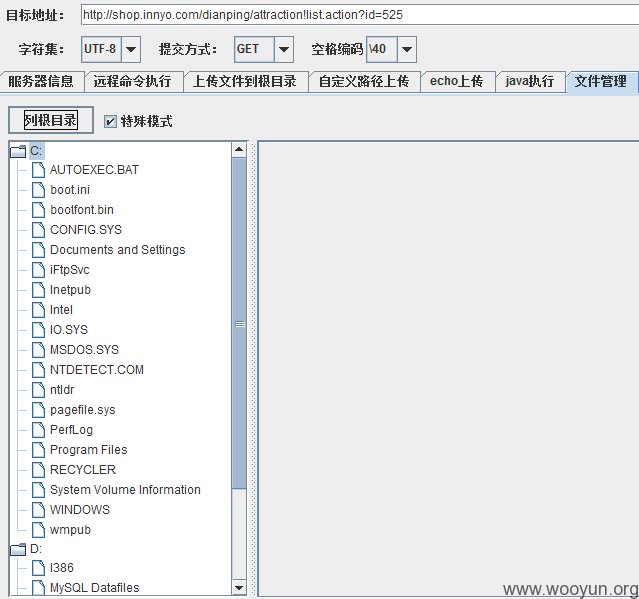 目标地址： http://shop.innyo.com/dianping/attraction!list.action?id=525
字符集： UTF-8 提交方式： GET 空格编码 \40
服务器信息 远程命令执行 上传文件到根目录 自定义路径上传 echo上传 java执行 文件管理
列根目录 特殊模式
C:
AUTOEXEC.BAT
boot.ini
bootfont.bin
CONFIG.SYS
Documents and Settings
iFtpSvc
Inetpub
Intel
IO.SYS
MSDOS.SYS
NTDETECT.COM
ntldr
pagefile.sys
PerfLog
Program Files
RECYCLER
System Volume Information
WINDOWS
wmpub
D:
I386
MySQL Datafiles
www.wooyun.org